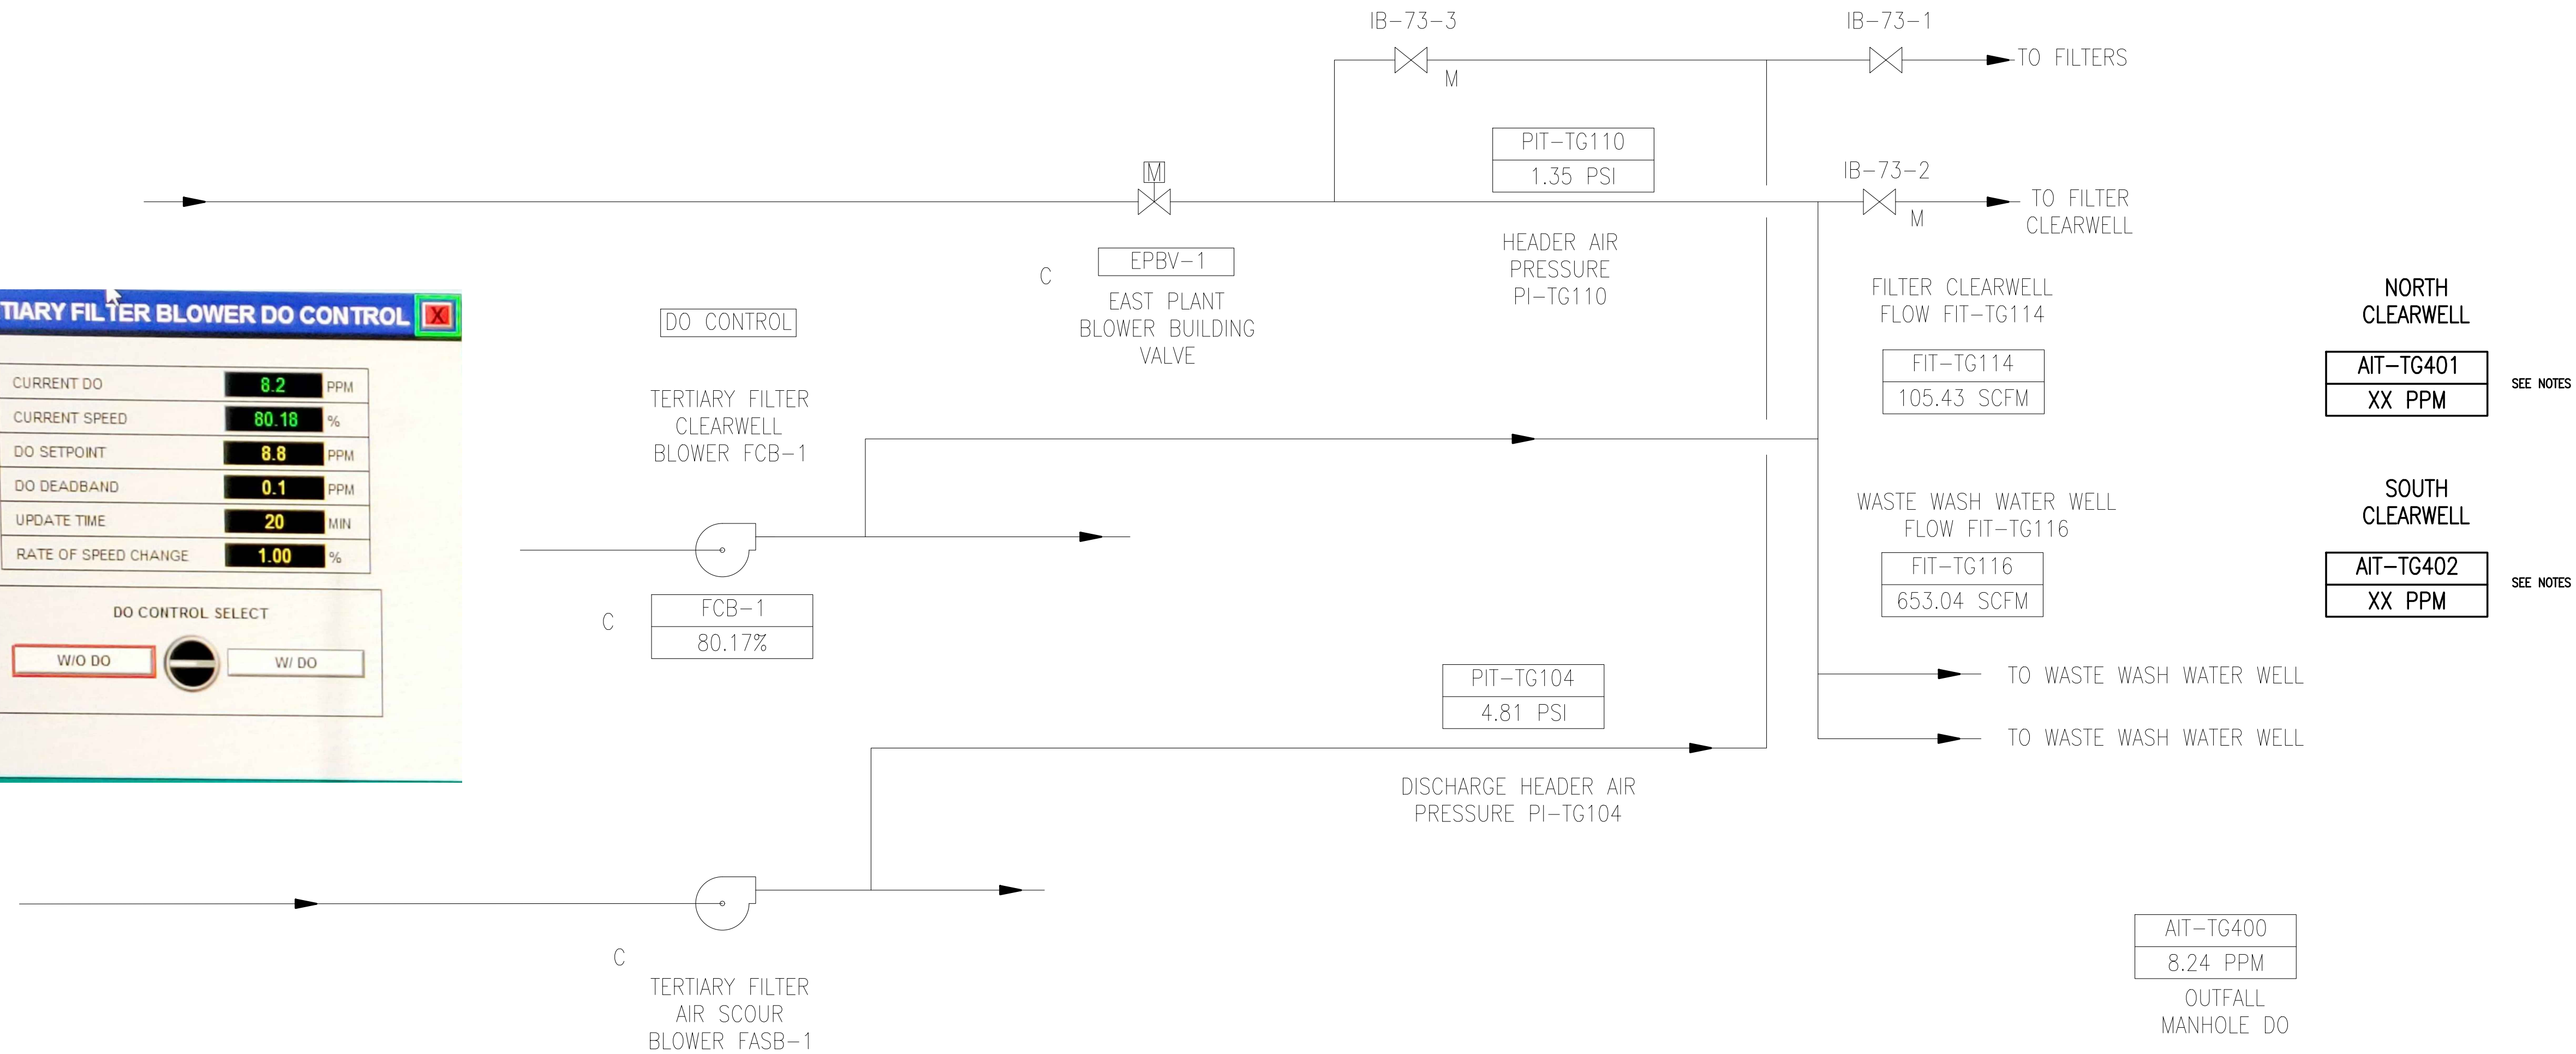 IB-73-3
IB-73-1
M
TO FILTERS
PIT-TG110
1.35 PSI
M
IB-73-2
M
TO FILTER
CLEARWELL
HEADER AIR
PRESSURE
PI-TG110
C
EPBV-1
EAST PLANT
BLOWER BUILDING
VALVE
FILTER CLEARWELL
FLOW FIT-TG114
FIT-TG114
105.43 SCFM
NORTH
CLEARWELL
AIT-TG401
XX PPM
SEE NOTES
TIARY FILTER BLOWER DO CONTROL X
CURRENT DO 8.2 PPM
CURRENT SPEED 80.18 %
DO SETPOINT 8.8 PPM
DO DEADBAND 0.1 PPM
UPDATE TIME 20 MIN
RATE OF SPEED CHANGE 1.00 %
DO CONTROL SELECT
W/O DO
W/ DO
DO CONTROL
TERTIARY FILTER
CLEARWELL
BLOWER FCB-1
C
FCB-1
80.17%
WASTE WASH WATER WELL
FLOW FIT-TG116
FIT-TG116
653.04 SCFM
SOUTH
CLEARWELL
AIT-TG402
XX PPM
SEE NOTES
TO WASTE WASH WATER WELL
TO WASTE WASH WATER WELL
PIT-TG104
4.81 PSI
DISCHARGE HEADER AIR
PRESSURE PI-TG104
C
TERTIARY FILTER
AIR SCOUR
BLOWER FASB-1
AIT-TG400
8.24 PPM
OUTFALL
MANHOLE DO